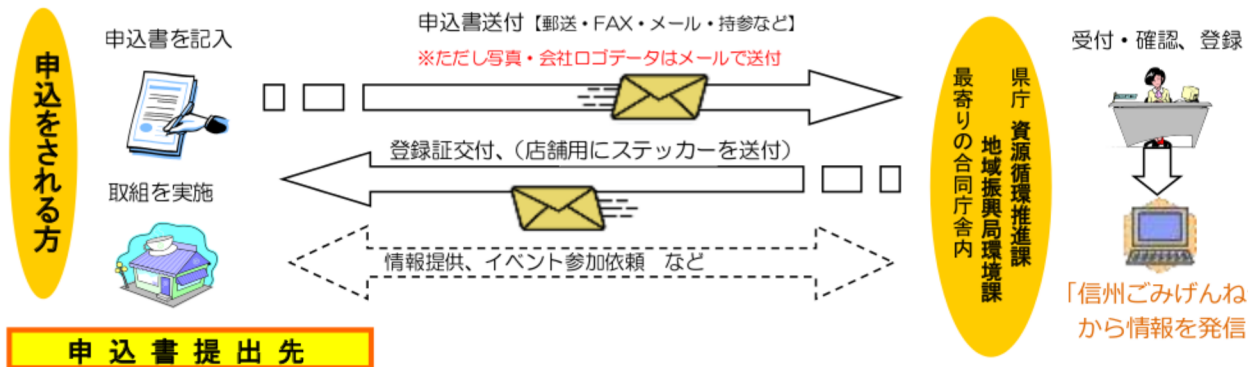 申込をされる方
申込書を記入
取組を実施
申込書送付【郵送・FAX・メール・持参など】
※ただし写真・会社ロゴデータはメールで送付
登録証交付、（店舗用にステッカーを送付）
情報提供、イベント参加依頼　など
県庁 資源循環推進課
地域振興局環境課
最寄りの合同庁舎内
受付・確認、登録
「信州ごみげんね
から情報を発信
申込書提出先